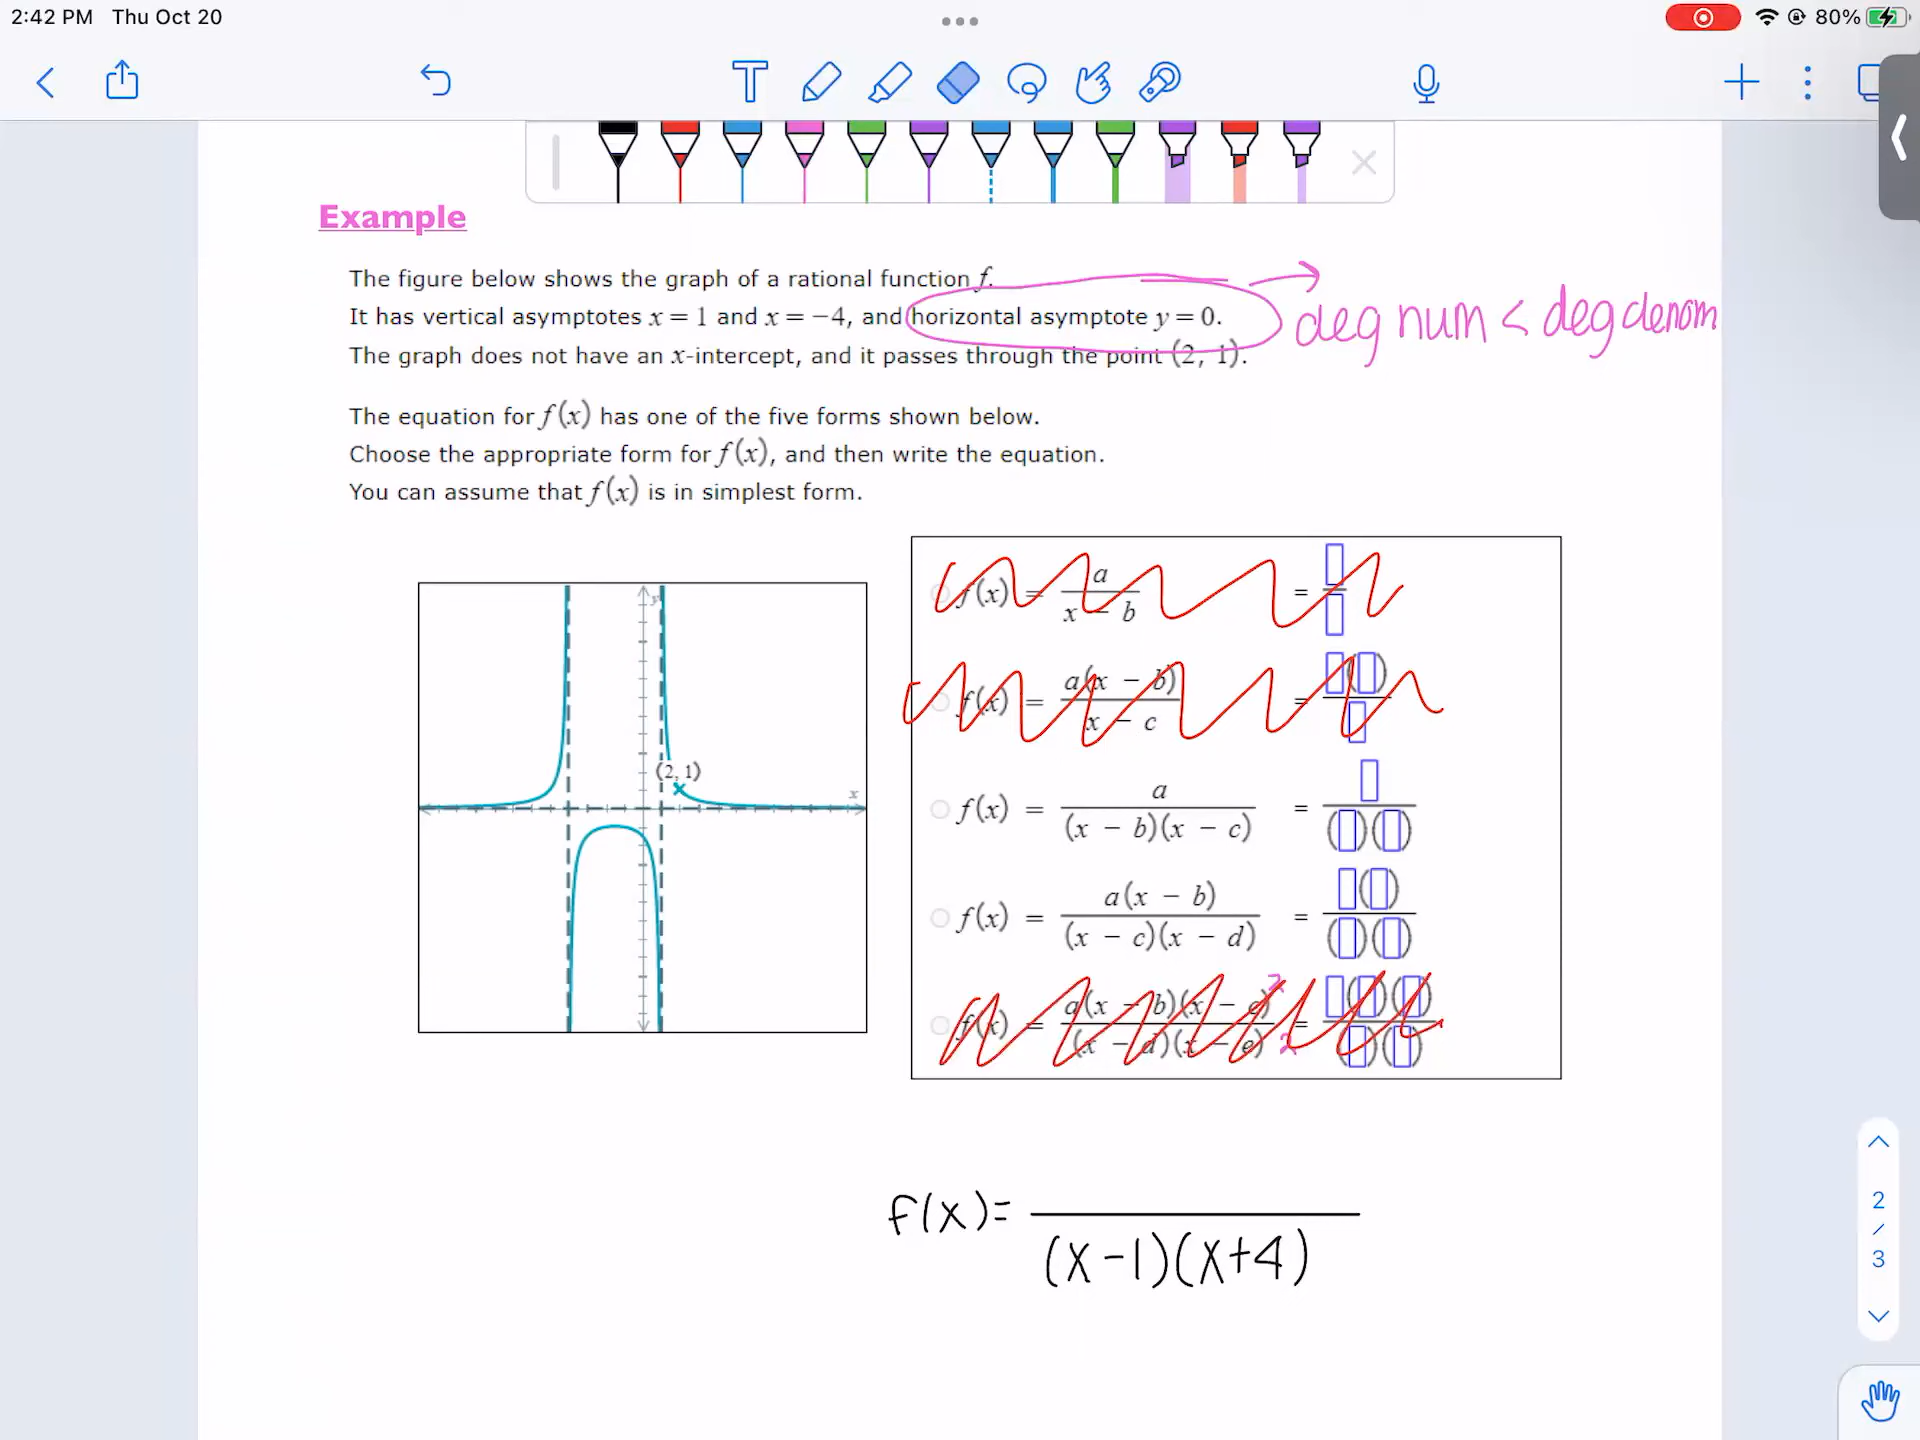 2:42 PM Thu Oct 20
80%
Example
The figure below shows the graph of a rational function f.
It has vertical asymptotes x = 1 and x = −4, and horizontal asymptote y = 0.
deg num < deg denom
The graph does not have an x-intercept, and it passes through the point (2, 1).
The equation for f(x) has one of the five forms shown below.
Choose the appropriate form for f(x), and then write the equation.
You can assume that f(x) is in simplest form.
y
(2, 1)
x
f(x) = a / (x − b) = ▯/▯
f(x) = a(x − b) / (x − c) = ▯(▯)/▯
f(x) = a / ((x − b)(x − c)) = ▯/((▯)(▯))
f(x) = a(x − b) / ((x − c)(x − d)) = ▯(▯)/((▯)(▯))
f(x) = a(x − b)(x − c) / ((x − d)(x − e)) = ▯(▯)(▯)/((▯)(▯))
2
2
f(x) = ―――
(x-1)(x+4)
2
/
3